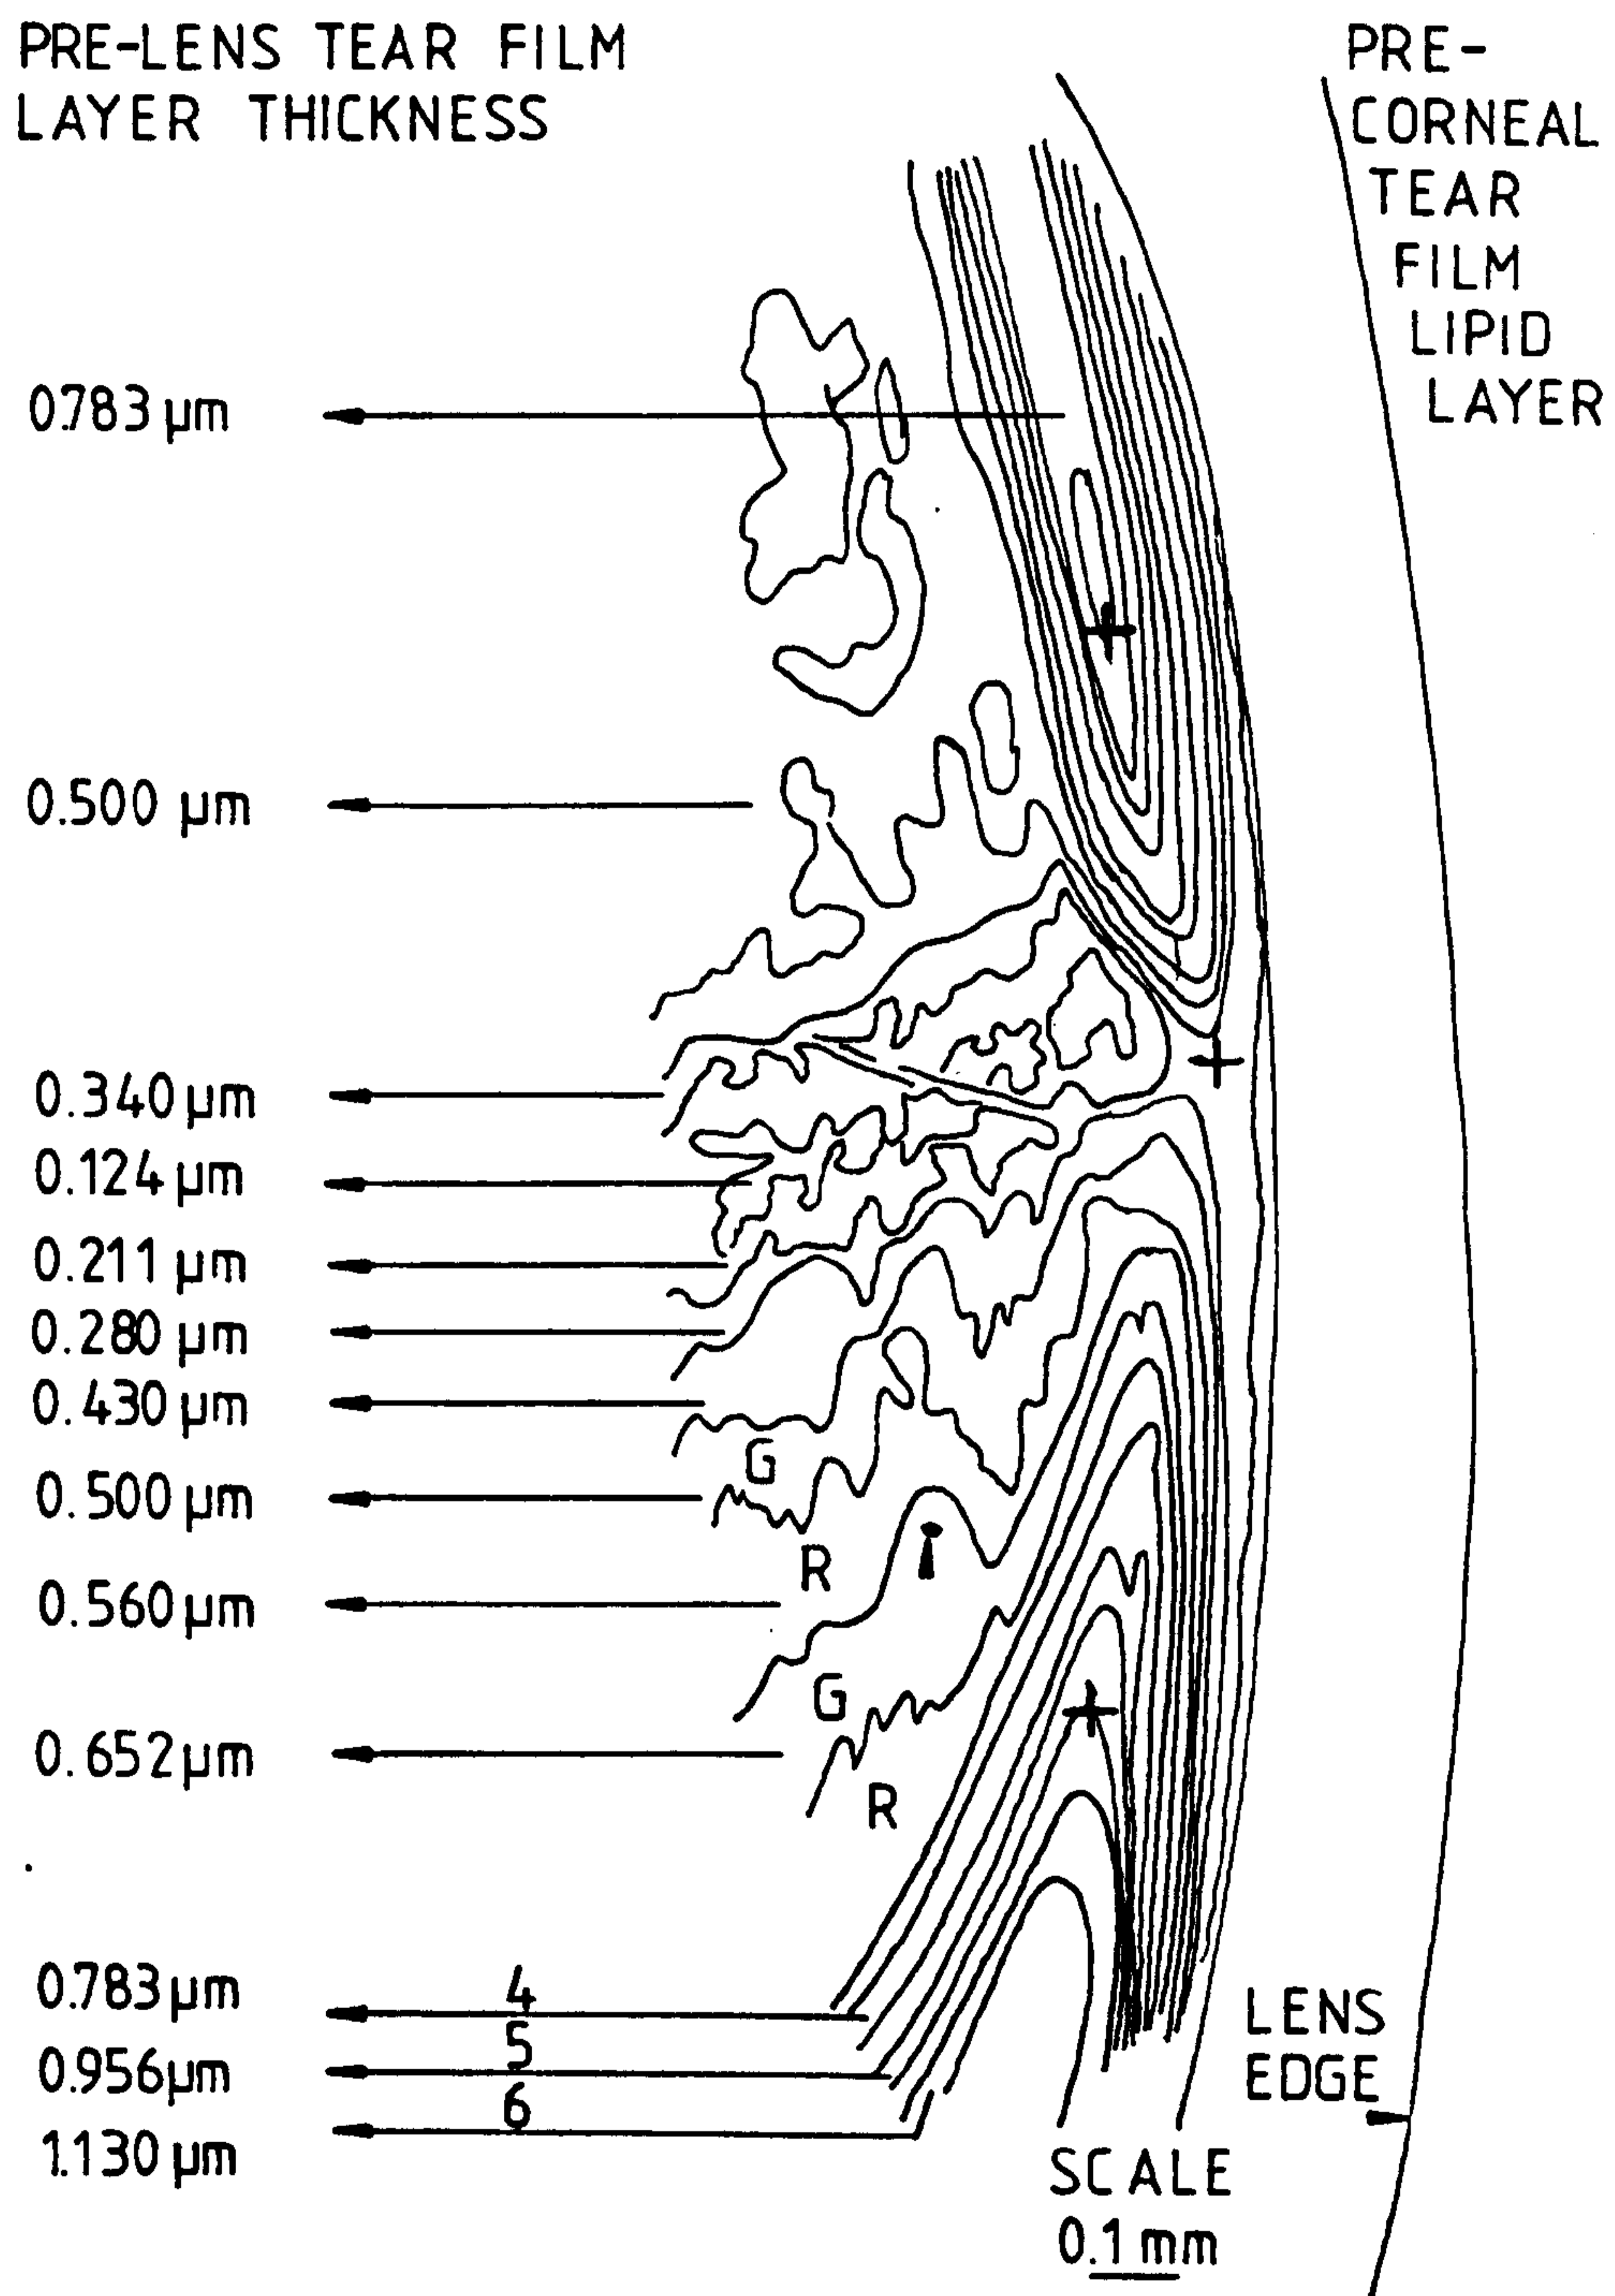 PRE-LENS TEAR FILM
LAYER THICKNESS
PRE-
CORNEAL
TEAR
FILM
LIPID
LAYER
0.783 µm
0.500 µm
0.340 µm
0.124 µm
0.211 µm
0.280 µm
0.430 µm
G
0.500 µm
R
0.560 µm
G
0.652 µm
R
0.783 µm
4
5
0.956 µm
6
1.130 µm
LENS
EDGE
SCALE
0.1 mm